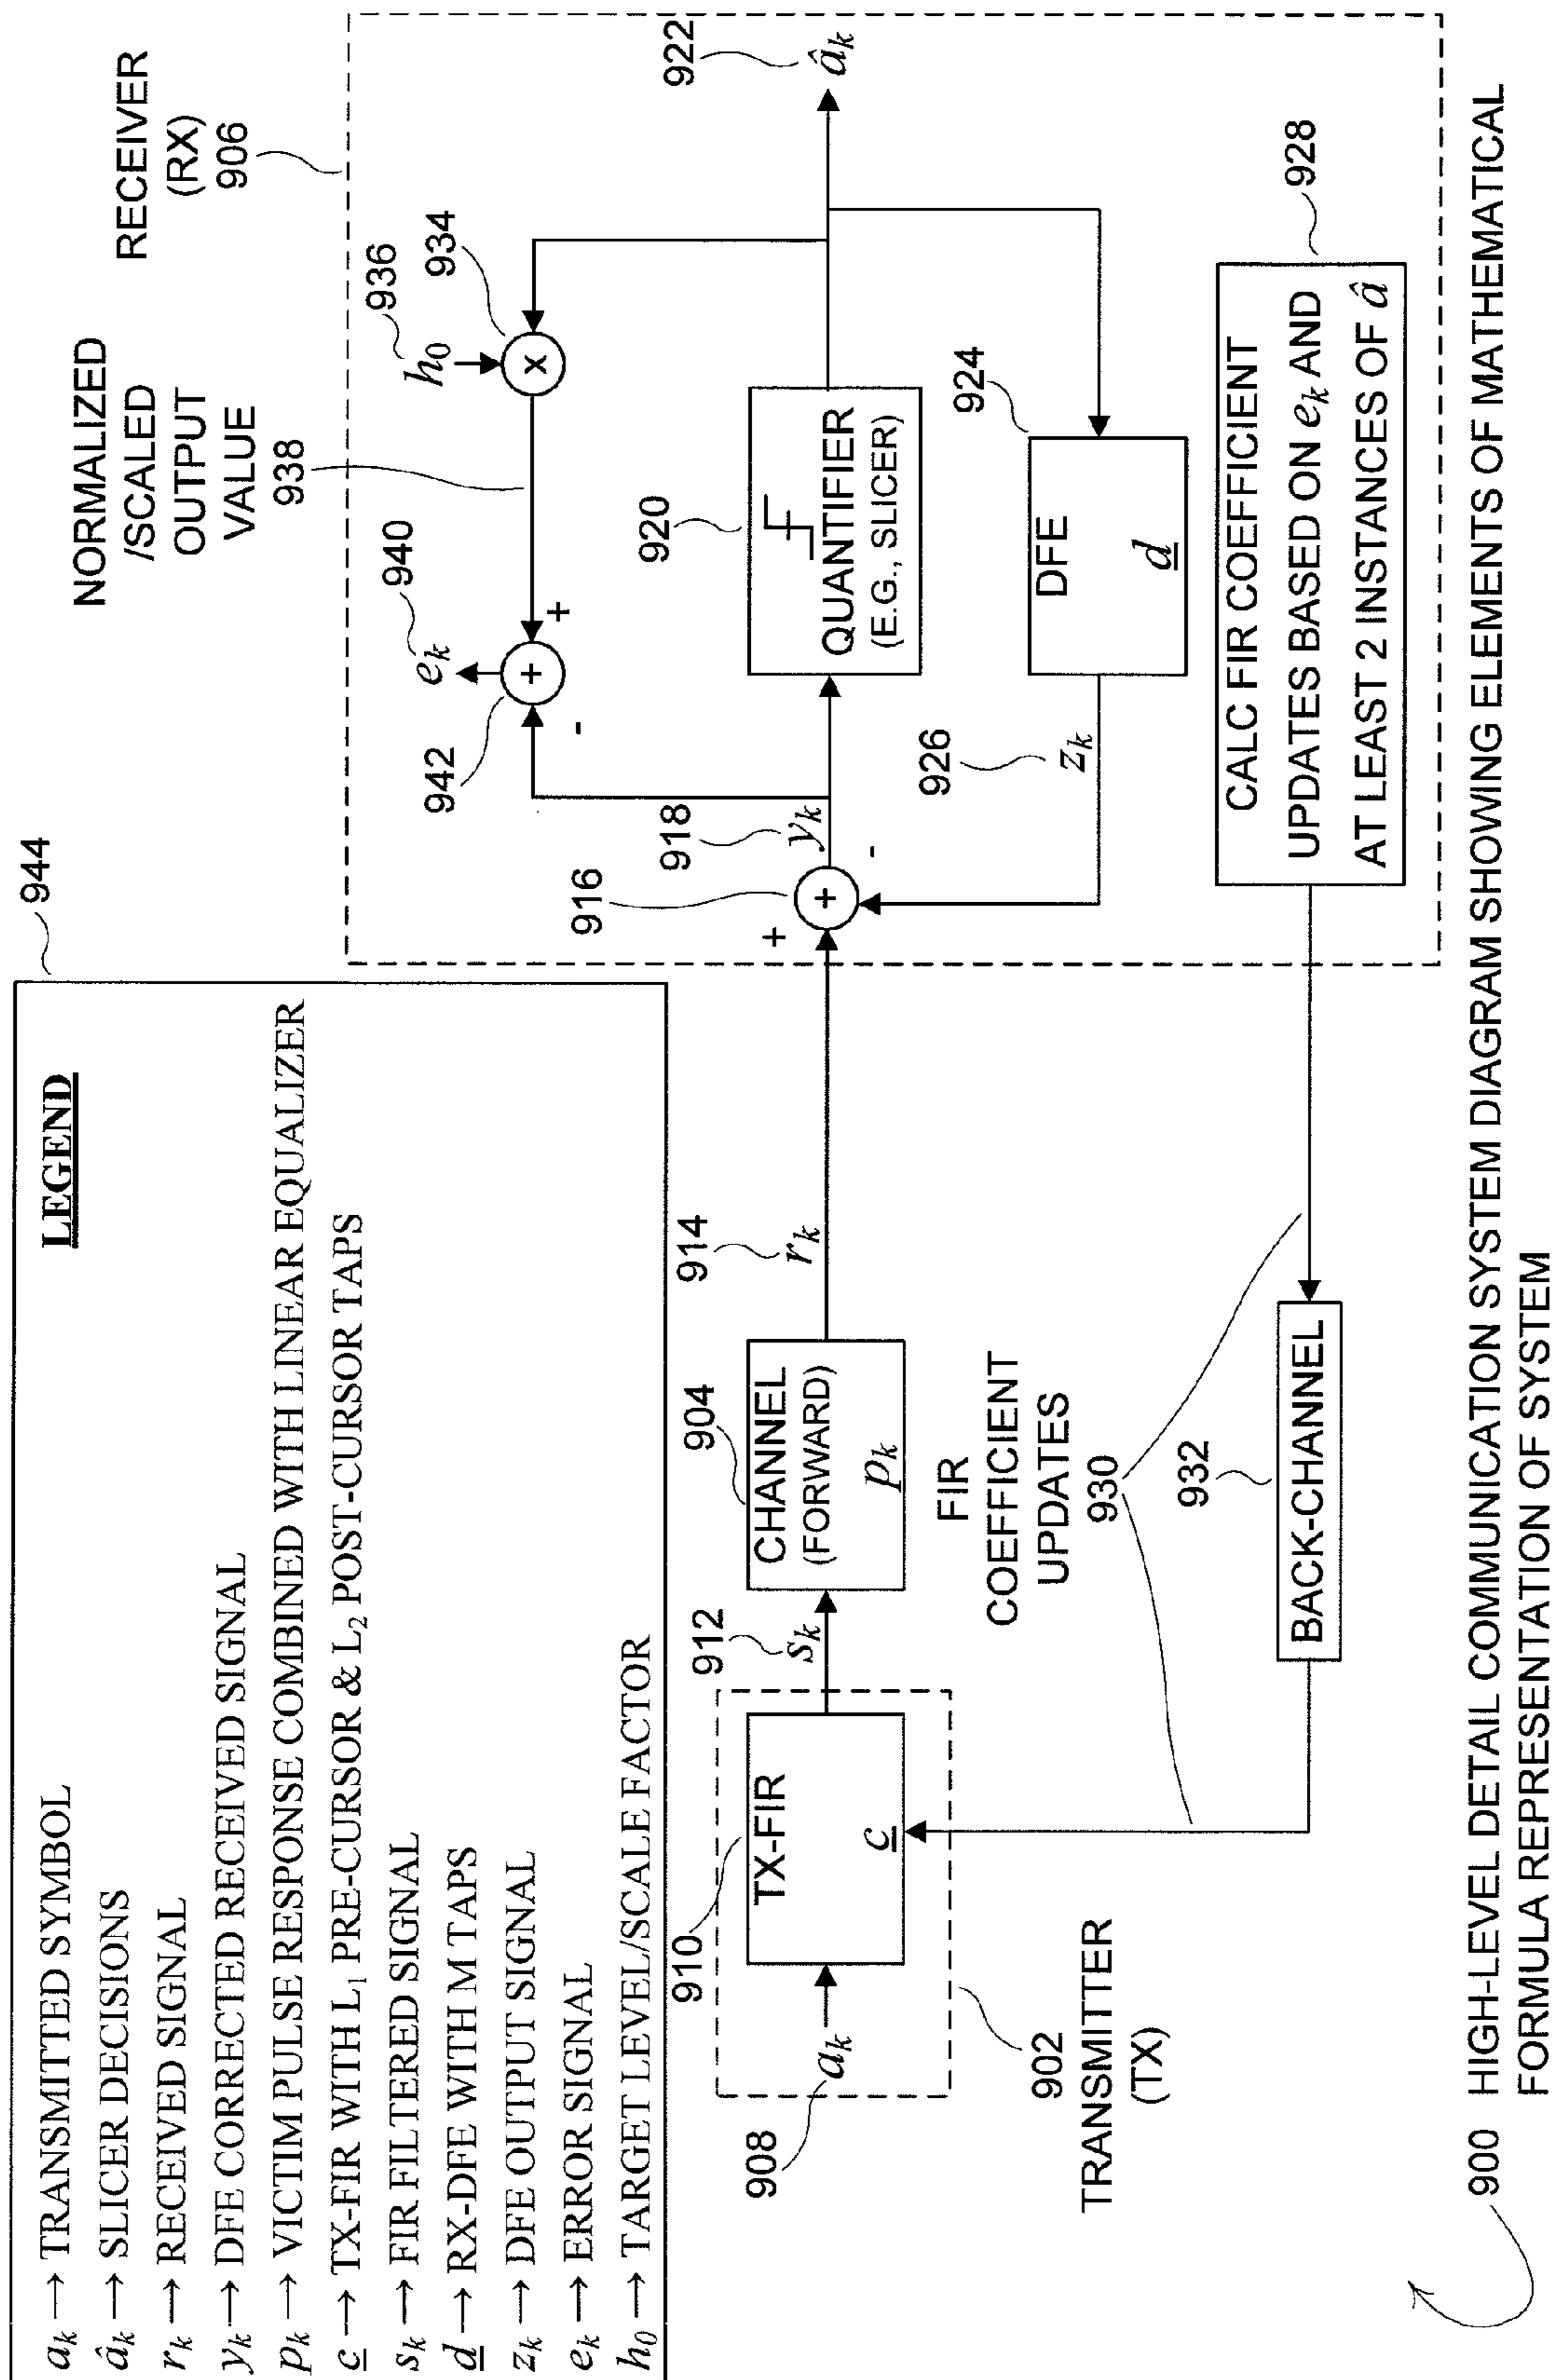 LEGEND
944
a_k → TRANSMITTED SYMBOL
â_k → SLICER DECISIONS
r_k → RECEIVED SIGNAL
y_k → DFE CORRECTED RECEIVED SIGNAL
p_k → VICTIM PULSE RESPONSE COMBINED WITH LINEAR EQUALIZER
c → TX-FIR WITH L₁ PRE-CURSOR & L₂ POST-CURSOR TAPS
s_k → FIR FILTERED SIGNAL
d → RX-DFE WITH M TAPS
z_k → DFE OUTPUT SIGNAL
e_k → ERROR SIGNAL
h₀ → TARGET LEVEL/SCALE FACTOR
NORMALIZED
/SCALED
OUTPUT
VALUE
938
RECEIVER
(RX)
906
908
a_k
910
TX-FIR
c
902
TRANSMITTER
(TX)
912
s_k
904
CHANNEL
(FORWARD)
p_k
914
r_k
916
+
+
-
918
y_k
942
-
+
+
940
e_k
936
h₀
934
x
920
QUANTIFIER
(E.G., SLICER)
922
â_k
924
DFE
d
926
z_k
FIR
COEFFICIENT
UPDATES
930
932
BACK-CHANNEL
928
CALC FIR COEFFICIENT
UPDATES BASED ON e_k AND
AT LEAST 2 INSTANCES OF â
900 HIGH-LEVEL DETAIL COMMUNICATION SYSTEM DIAGRAM SHOWING ELEMENTS OF MATHEMATICAL
FORMULA REPRESENTATION OF SYSTEM